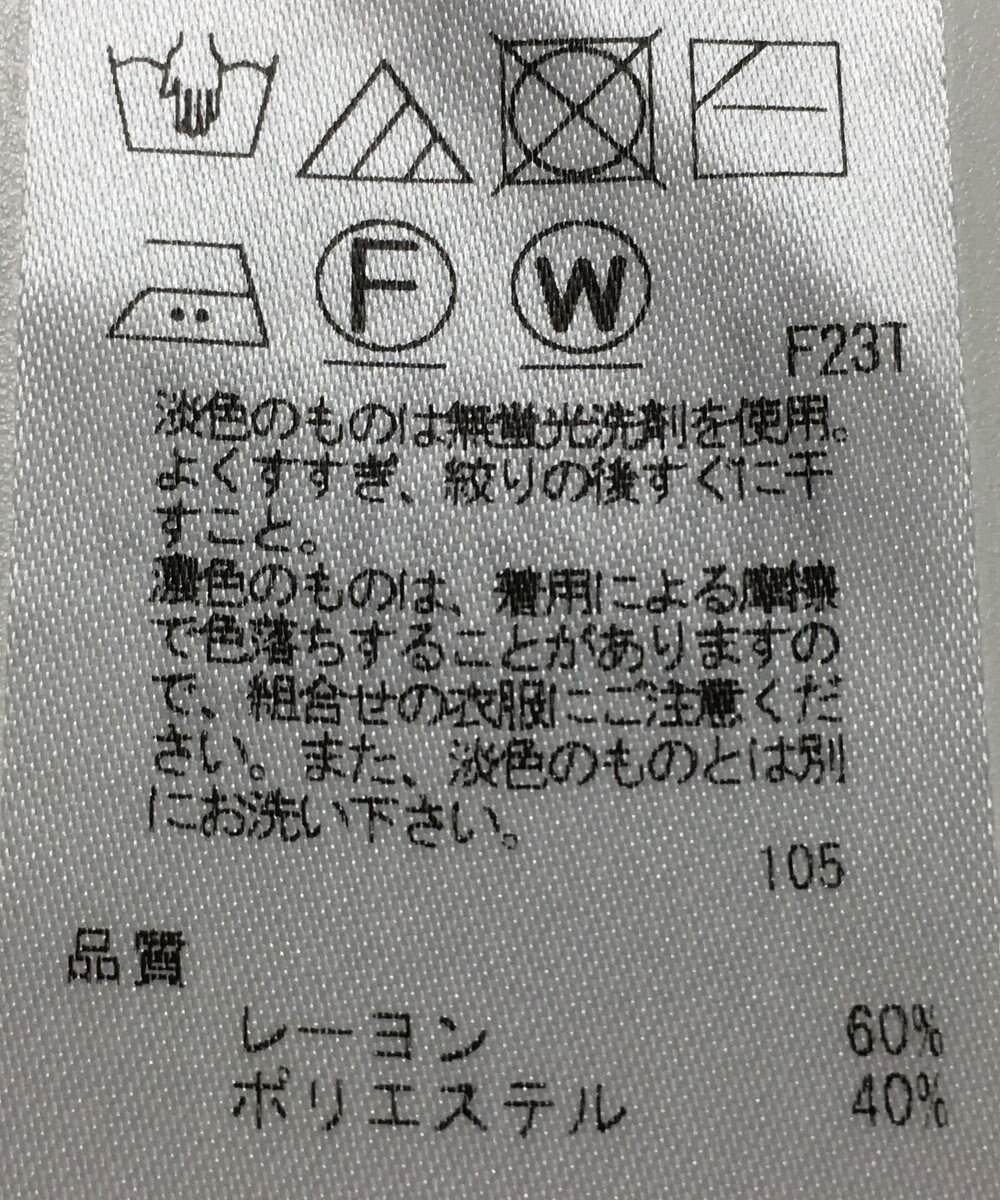 F W
F23T
淡色のものは無蛍光洗剤を使用。
よくすすぎ、絞りの後すぐに干
すこと。
濃色のものは、着用による摩擦
で色落ちすることがありますの
で、組合せの衣服にご注意くだ
さい。また、淡色のものとは別
にお洗い下さい。
105
品質
レーヨン 60%
ポリエステル 40%